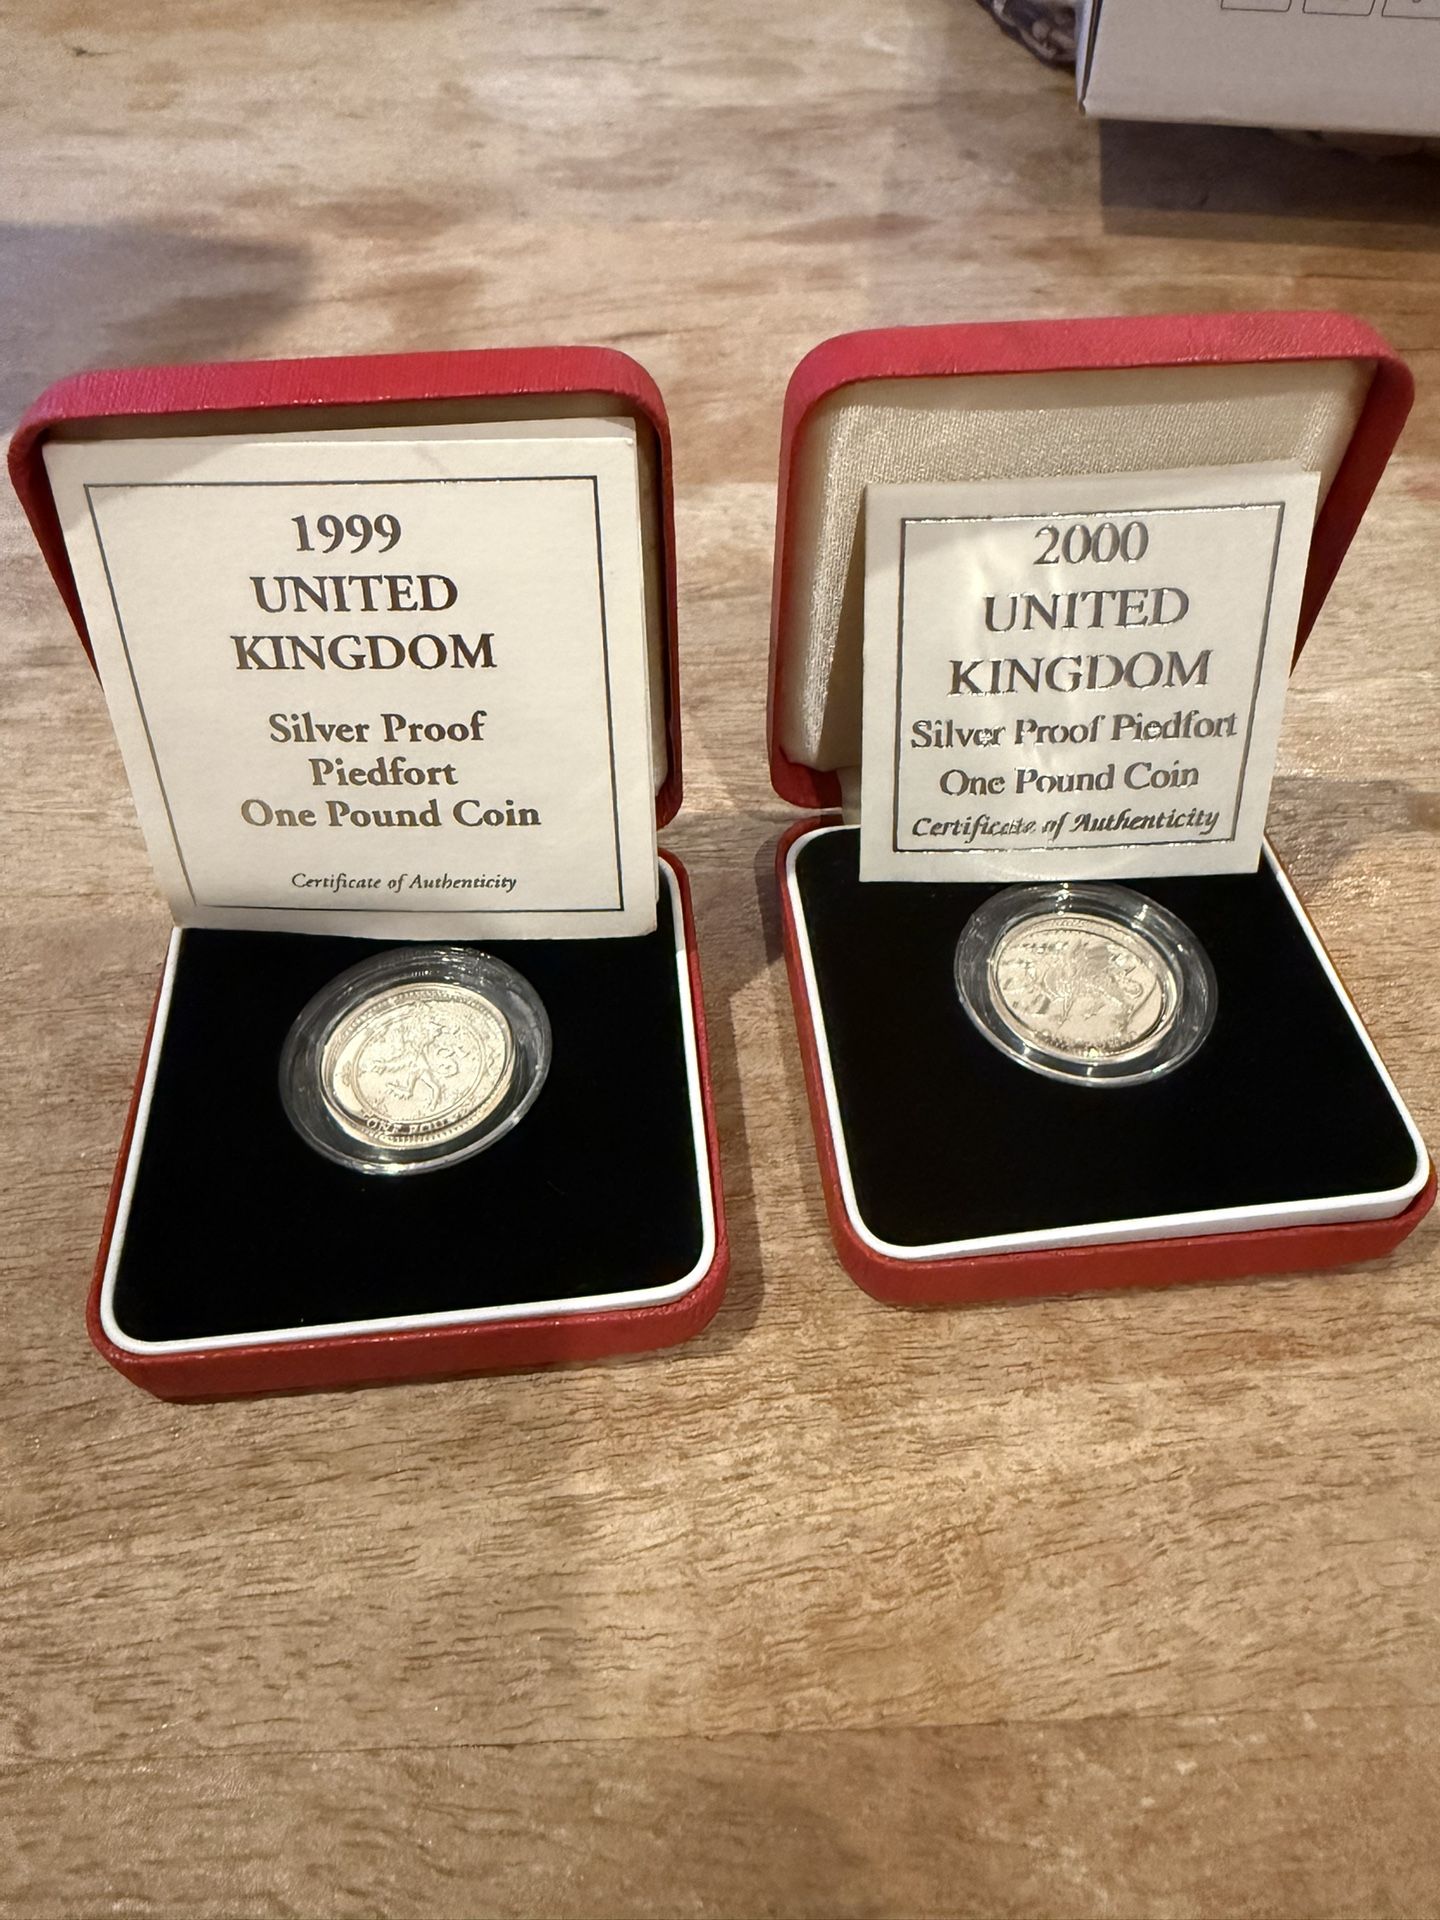 1999
UNITED
KINGDOM
Silver Proof
Piedfort
One Pound Coin
Certificate of Authenticity
ONE
2000
UNITED
KINGDOM
Silver Proof Piedfort
One Pound Coin
Certificate of Authenticity